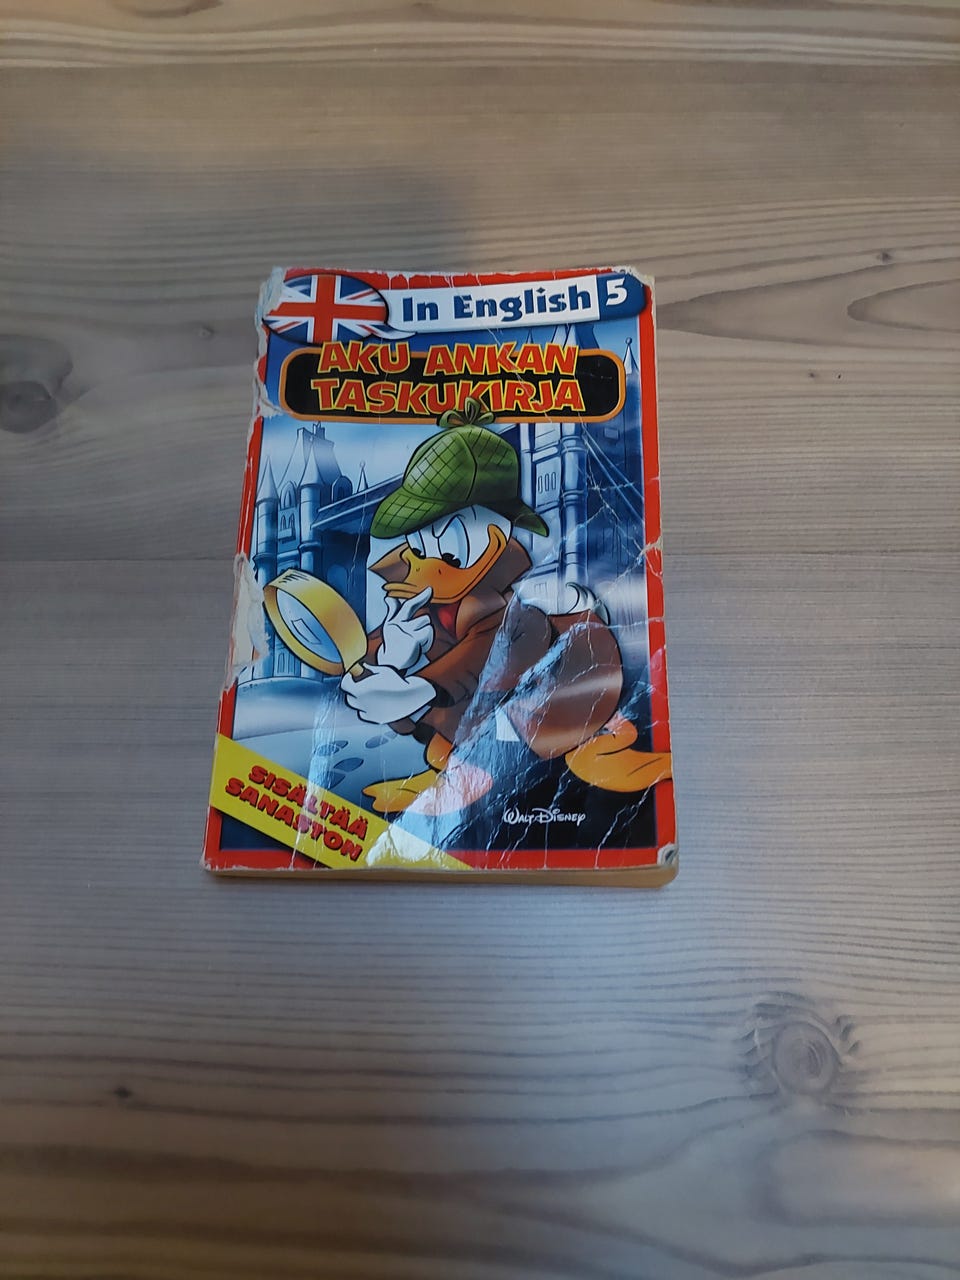 In English 5
AKU ANKAN
TASKUKIRJA
SISÄLTÄÄ
SANASTON
WALT DISNEY